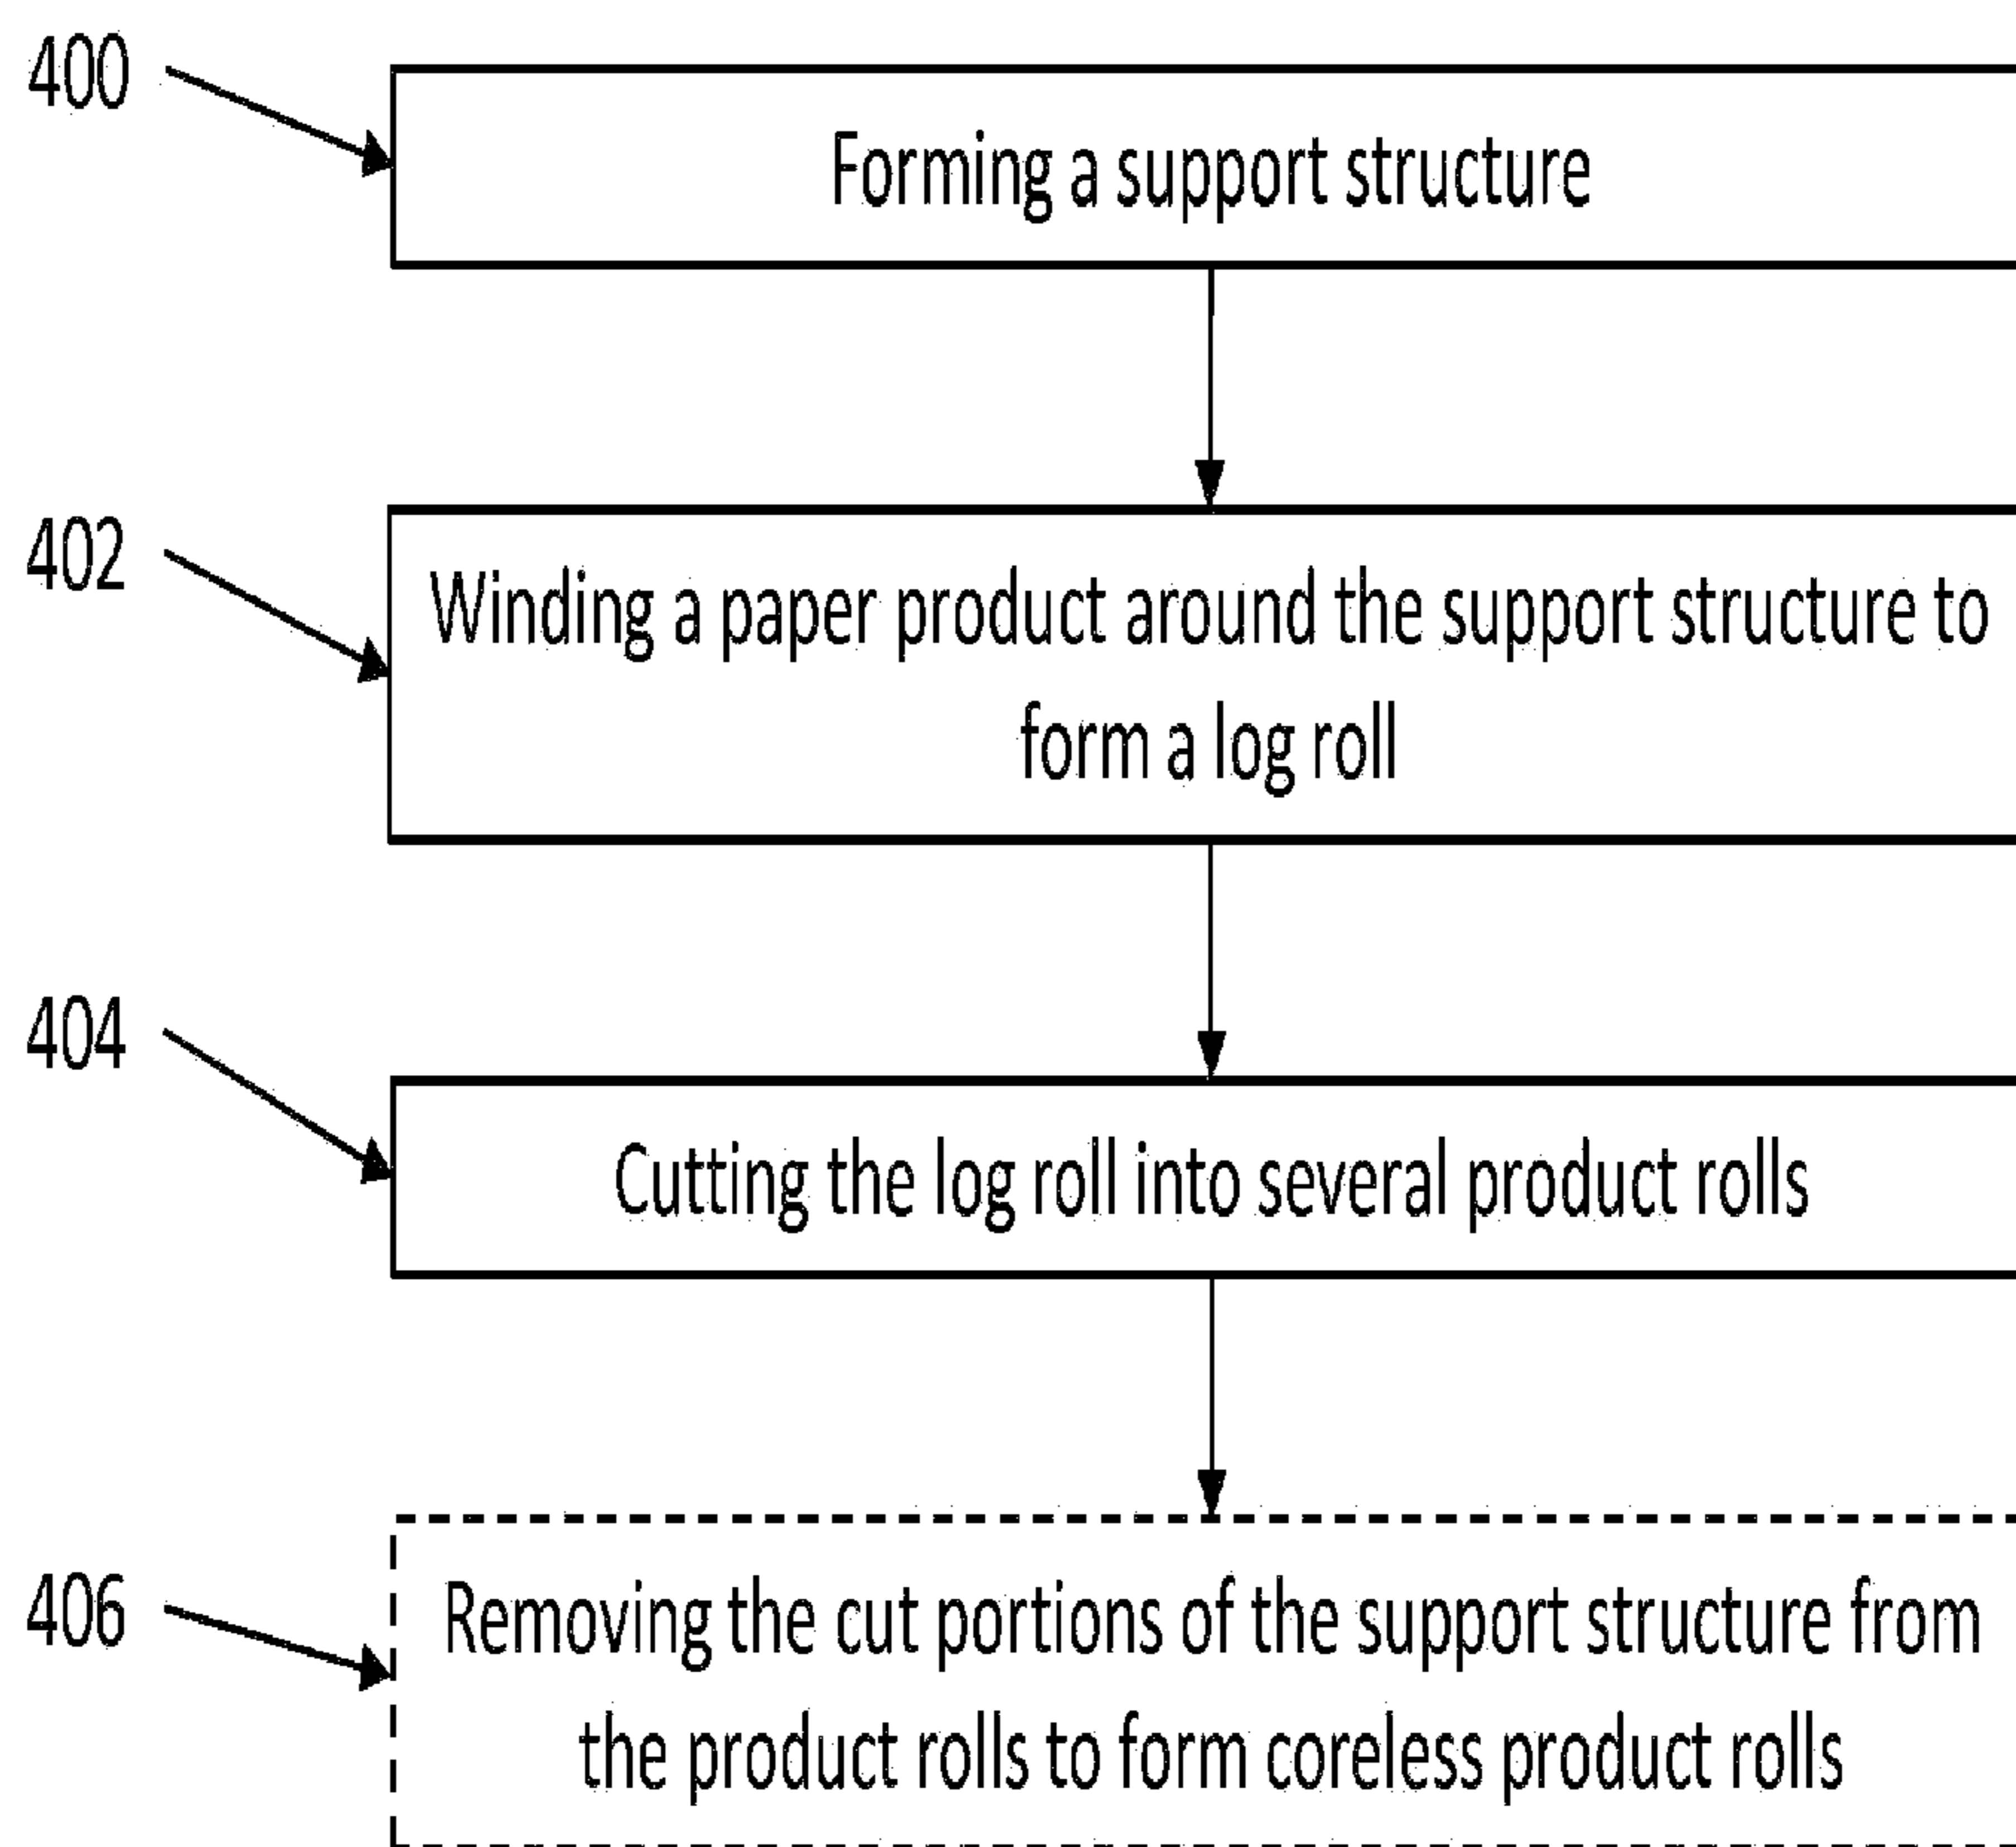 400
Forming a support structure
402
Winding a paper product around the support structure to
form a log roll
404
Cutting the log roll into several product rolls
406
Removing the cut portions of the support structure from
the product rolls to form coreless product rolls